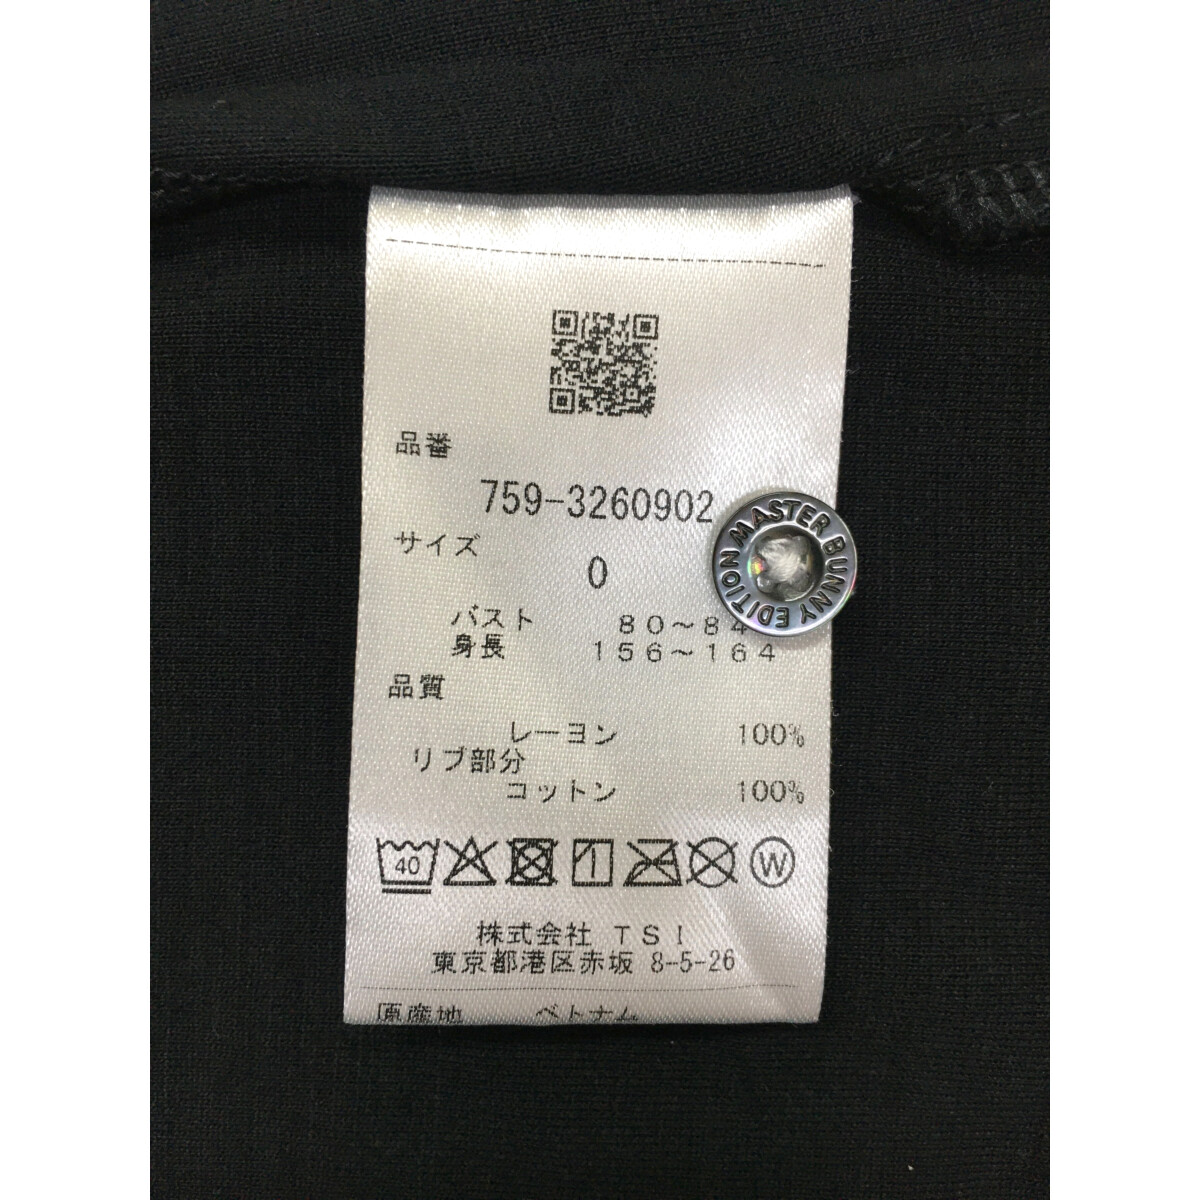 品番
759-3260902
サイズ
0
バスト 80～84
身長 156～164
品質
レーヨン 100%
リブ部分
コットン 100%
40
W
株式会社 TSI
東京都港区赤坂 8-5-26
原産地 ベトナム
MASTER BUNNY EDITION